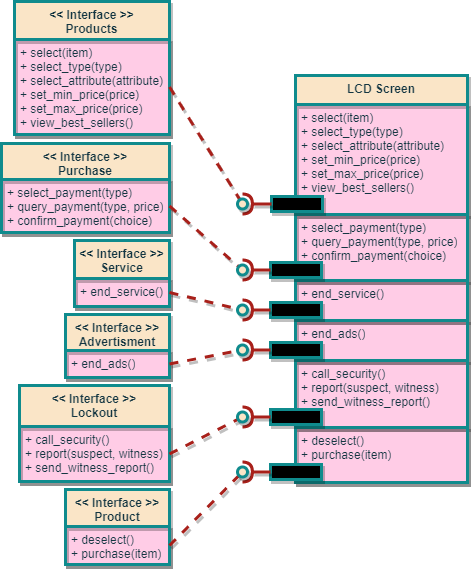 << Interface >>
Products
+ select(item)
+ select_type(type)
+ select_attribute(attribute)
+ set_min_price(price)
+ set_max_price(price)
+ view_best_sellers()
<< Interface >>
Purchase
+ select_payment(type)
+ query_payment(type, price)
+ confirm_payment(choice)
<< Interface >>
Service
+ end_service()
<< Interface >>
Advertisment
+ end_ads()
<< Interface >>
Lockout
+ call_security()
+ report(suspect, witness)
+ send_witness_report()
<< Interface >>
Product
+ deselect()
+ purchase(item)
LCD Screen
+ select(item)
+ select_type(type)
+ select_attribute(attribute)
+ set_min_price(price)
+ set_max_price(price)
+ view_best_sellers()
+ select_payment(type)
+ query_payment(type, price)
+ confirm_payment(choice)
+ end_service()
+ end_ads()
+ call_security()
+ report(suspect, witness)
+ send_witness_report()
+ deselect()
+ purchase(item)